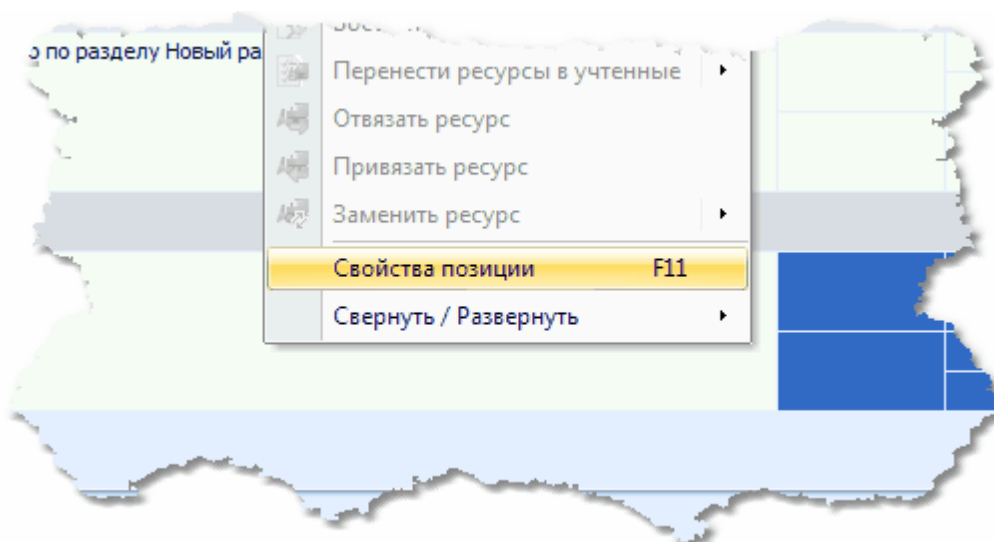 о по разделу Новый ра
Перенести ресурсы в учтенные
Отвязать ресурс
Привязать ресурс
Заменить ресурс
Свойства позиции F11
Свернуть / Развернуть